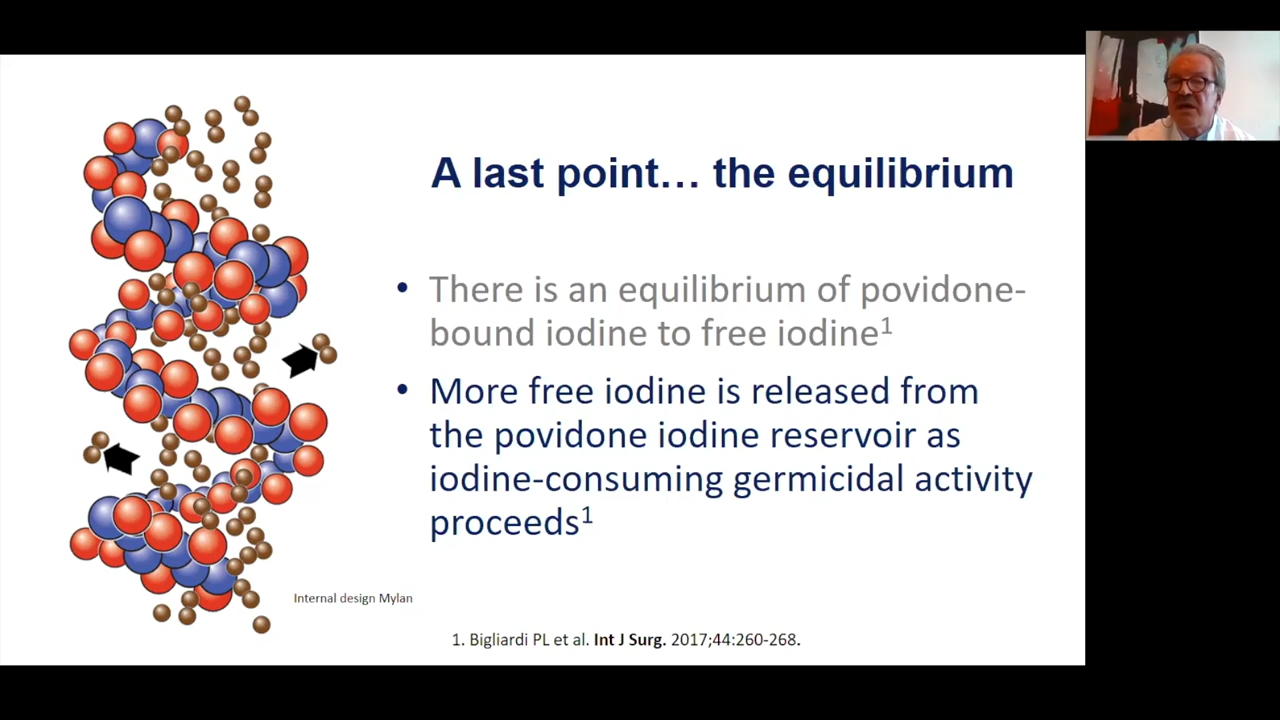 A last point… the equilibrium
• There is an equilibrium of povidone-
bound iodine to free iodine¹
• More free iodine is released from
the povidone iodine reservoir as
iodine-consuming germicidal activity
proceeds¹
Internal design Mylan
1. Bigliardi PL et al. Int J Surg. 2017;44:260-268.